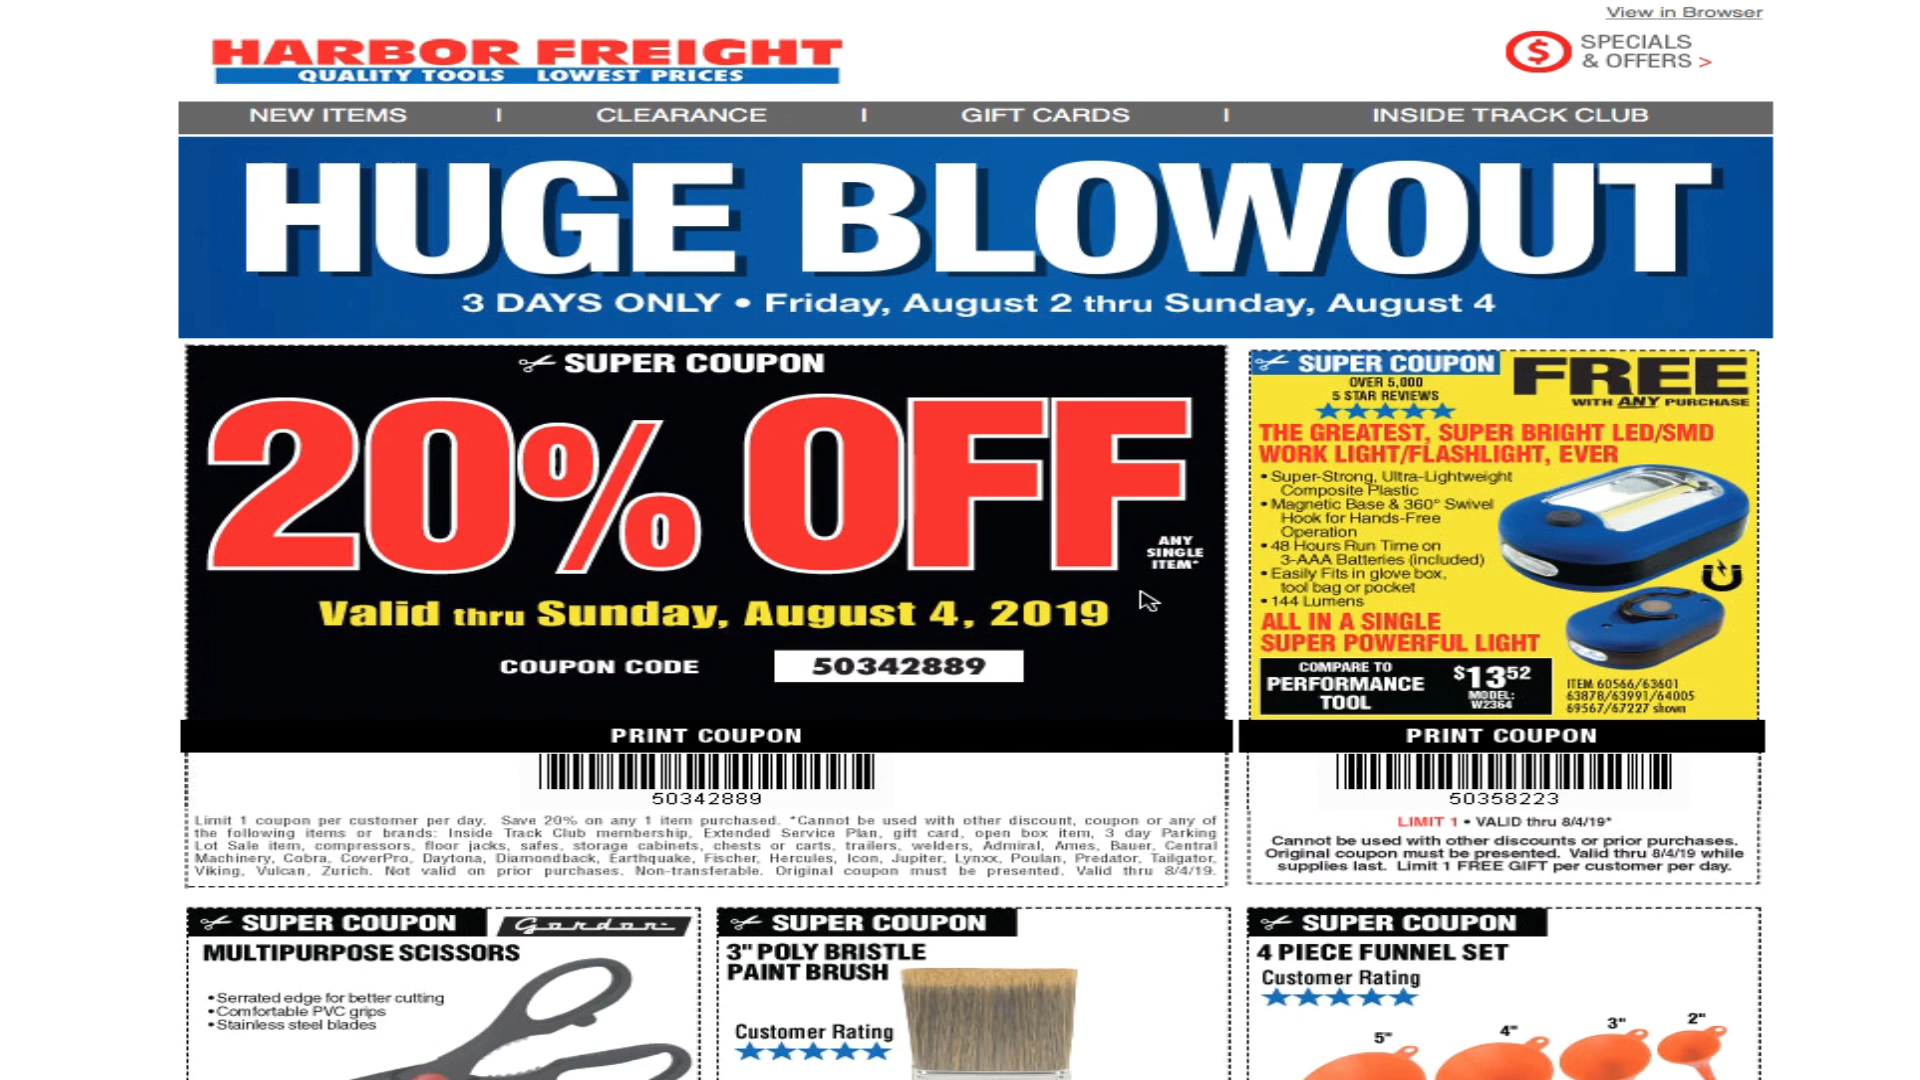 View in Browser
HARBOR FREIGHT
QUALITY TOOLS LOWEST PRICES
SPECIALS
& OFFERS >
NEW ITEMS | CLEARANCE | GIFT CARDS | INSIDE TRACK CLUB
HUGE BLOWOUT
3 DAYS ONLY • Friday, August 2 thru Sunday, August 4
SUPER COUPON
20% OFF
ANY
SINGLE
ITEM*
Valid thru Sunday, August 4, 2019
COUPON CODE 50342889
PRINT COUPON
50342889
Limit 1 coupon per customer per day. Save 20% on any 1 item purchased. *Cannot be used with other discount, coupon or any of
the following items or brands: Inside Track Club membership, Extended Service Plan, gift card, open box item, 3 day Parking
Lot Sale item, compressors, floor jacks, safes, storage cabinets, chests or carts, trailers, welders, Admiral, Ames, Bauer, Central
Machinery, Cobra, CoverPro, Daytona, Diamondback, Earthquake, Fischer, Hercules, Icon, Jupiter, Lynxx, Poulan, Predator, Tailgator,
Viking, Vulcan, Zurich. Not valid on prior purchases. Non-transferable. Original coupon must be presented. Valid thru 8/4/19.
SUPER COUPON
OVER 5,000
5 STAR REVIEWS
FREE
WITH ANY PURCHASE
THE GREATEST, SUPER BRIGHT LED/SMD
WORK LIGHT/FLASHLIGHT, EVER
• Super-Strong, Ultra-Lightweight
Composite Plastic
• Magnetic Base & 360° Swivel
Hook for Hands-Free
Operation
• 48 Hours Run Time on
3-AAA Batteries (included)
• Easily Fits in glove box,
tool bag or pocket
• 144 Lumens
ALL IN A SINGLE
SUPER POWERFUL LIGHT
COMPARE TO
PERFORMANCE
TOOL
$13.52
MODEL:
W2364
ITEM 60566/63601
63878/63991/64005
69567/67227 shown
PRINT COUPON
50358223
LIMIT 1 • VALID thru 8/4/19*
Cannot be used with other discounts or prior purchases.
Original coupon must be presented. Valid thru 8/4/19 while
supplies last. Limit 1 FREE GIFT per customer per day.
SUPER COUPON
Gordon
MULTIPURPOSE SCISSORS
• Serrated edge for better cutting
• Comfortable PVC grips
• Stainless steel blades
SUPER COUPON
3" POLY BRISTLE
PAINT BRUSH
Customer Rating
SUPER COUPON
4 PIECE FUNNEL SET
Customer Rating
5" 4" 3" 2"